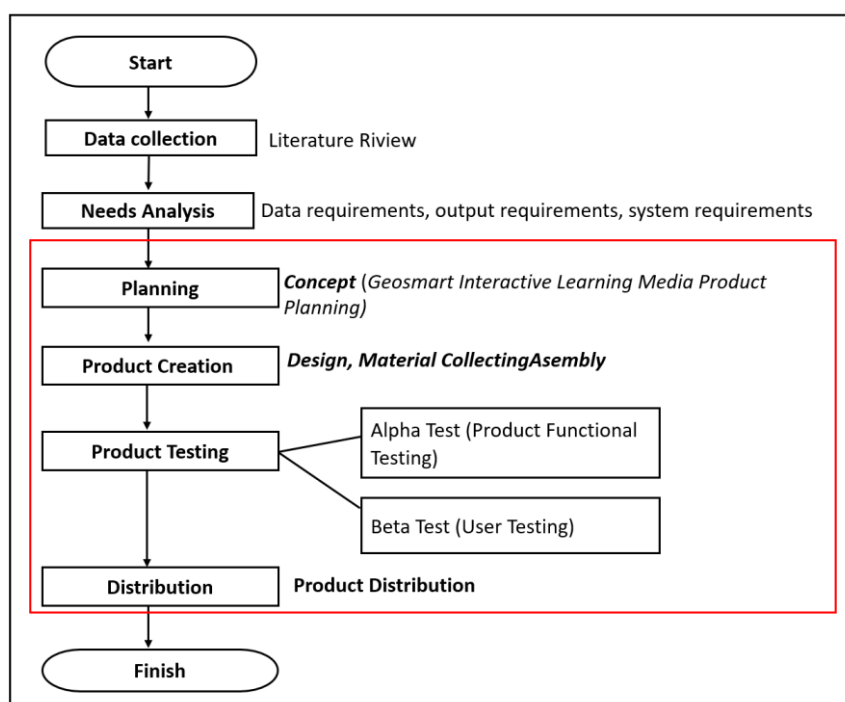 Start
Data collection
Literature Riview
Needs Analysis
Data requirements, output requirements, system requirements
Planning
Concept (Geosmart Interactive Learning Media Product
Planning)
Product Creation
Design, Material CollectingAsembly
Product Testing
Alpha Test (Product Functional
Testing)
Beta Test (User Testing)
Distribution
Product Distribution
Finish